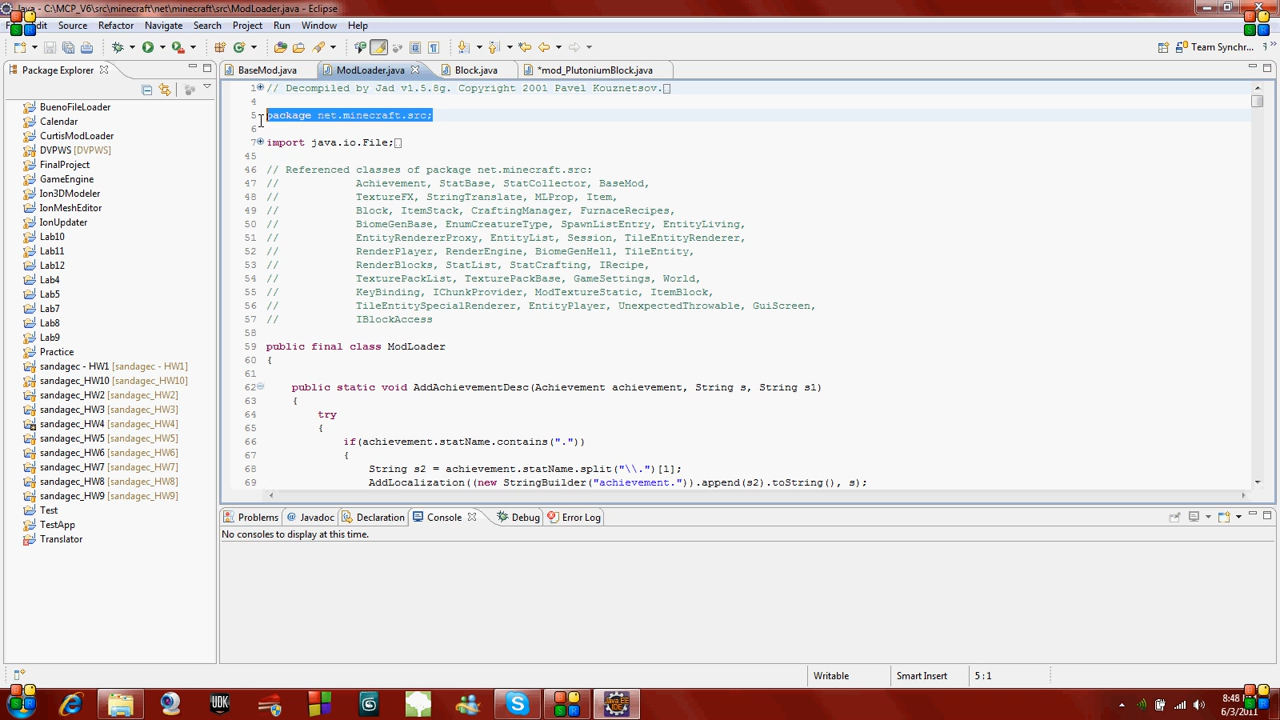 Java - C:\MCP_V6\src\minecraft\net\minecraft\src\ModLoader.java - Eclipse
Edit Source Refactor Navigate Search Project Run Window Help
Team Synchr...
Package Explorer
BaseMod.java ModLoader.java Block.java *mod_PlutoniumBlock.java
BuenoFileLoader
Calendar
CurtisModLoader
DVPWS [DVPWS]
FinalProject
GameEngine
Ion3DModeler
IonMeshEditor
IonUpdater
Lab10
Lab11
Lab12
Lab4
Lab5
Lab7
Lab8
Lab9
Practice
sandagec - HW1 [sandagec - HW1]
sandagec_HW10 [sandagec_HW10]
sandagec_HW2 [sandagec_HW2]
sandagec_HW3 [sandagec_HW3]
sandagec_HW4 [sandagec_HW4]
sandagec_HW5 [sandagec_HW5]
sandagec_HW6 [sandagec_HW6]
sandagec_HW7 [sandagec_HW7]
sandagec_HW8 [sandagec_HW8]
sandagec_HW9 [sandagec_HW9]
Test
TestApp
Translator
1 // Decompiled by Jad v1.5.8g. Copyright 2001 Pavel Kouznetsov.
4
5 package net.minecraft.src;
6
7 import java.io.File;
45
46 // Referenced classes of package net.minecraft.src:
47 // Achievement, StatBase, StatCollector, BaseMod,
48 // TextureFX, StringTranslate, MLProp, Item,
49 // Block, ItemStack, CraftingManager, FurnaceRecipes,
50 // BiomeGenBase, EnumCreatureType, SpawnListEntry, EntityLiving,
51 // EntityRendererProxy, EntityList, Session, TileEntityRenderer,
52 // RenderPlayer, RenderEngine, BiomeGenHell, TileEntity,
53 // RenderBlocks, StatList, StatCrafting, IRecipe,
54 // TexturePackList, TexturePackBase, GameSettings, World,
55 // KeyBinding, IChunkProvider, ModTextureStatic, ItemBlock,
56 // TileEntitySpecialRenderer, EntityPlayer, UnexpectedThrowable, GuiScreen,
57 // IBlockAccess
58
59 public final class ModLoader
60 {
61
62 public static void AddAchievementDesc(Achievement achievement, String s, String s1)
63 {
64 try
65 {
66 if(achievement.statName.contains("."))
67 {
68 String s2 = achievement.statName.split("\\.")[1];
69 AddLocalization((new StringBuilder("achievement.")).append(s2).toString(), s);
Problems Javadoc Declaration Console Debug Error Log
No consoles to display at this time.
Writable Smart Insert 5 : 1
UDK
Java EE
IDE
8:48 PM
6/3/2011